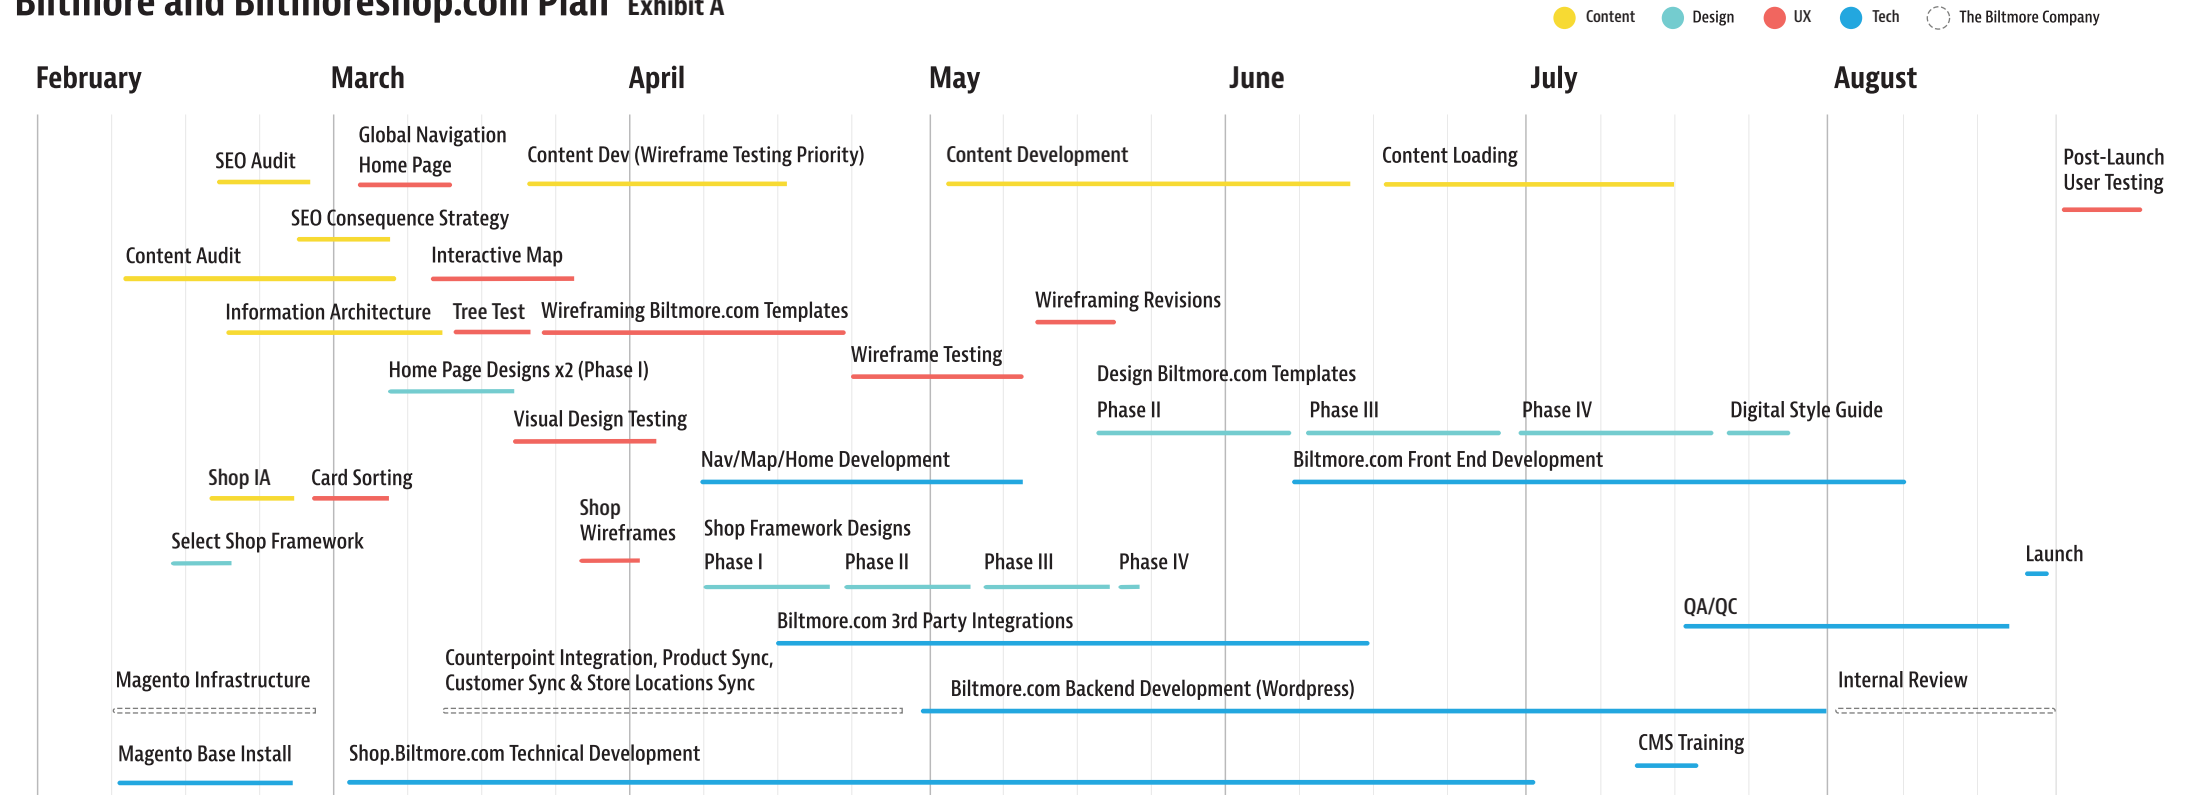 Biltmore and Biltmoreshop.com Plan Exhibit A
Content Design UX Tech The Biltmore Company
February March April May June July August
Global Navigation
Home Page
SEO Audit
Content Dev (Wireframe Testing Priority)
Content Development
Content Loading
Post-Launch
User Testing
SEO Consequence Strategy
Content Audit
Interactive Map
Information Architecture
Tree Test
Wireframing Biltmore.com Templates
Wireframing Revisions
Wireframe Testing
Home Page Designs x2 (Phase I)
Design Biltmore.com Templates
Phase II
Phase III
Phase IV
Digital Style Guide
Visual Design Testing
Nav/Map/Home Development
Biltmore.com Front End Development
Shop IA
Card Sorting
Shop
Wireframes
Shop Framework Designs
Phase I
Phase II
Phase III
Phase IV
Select Shop Framework
Launch
QA/QC
Biltmore.com 3rd Party Integrations
Counterpoint Integration, Product Sync,
Customer Sync & Store Locations Sync
Magento Infrastructure
Biltmore.com Backend Development (Wordpress)
Internal Review
Magento Base Install
Shop.Biltmore.com Technical Development
CMS Training